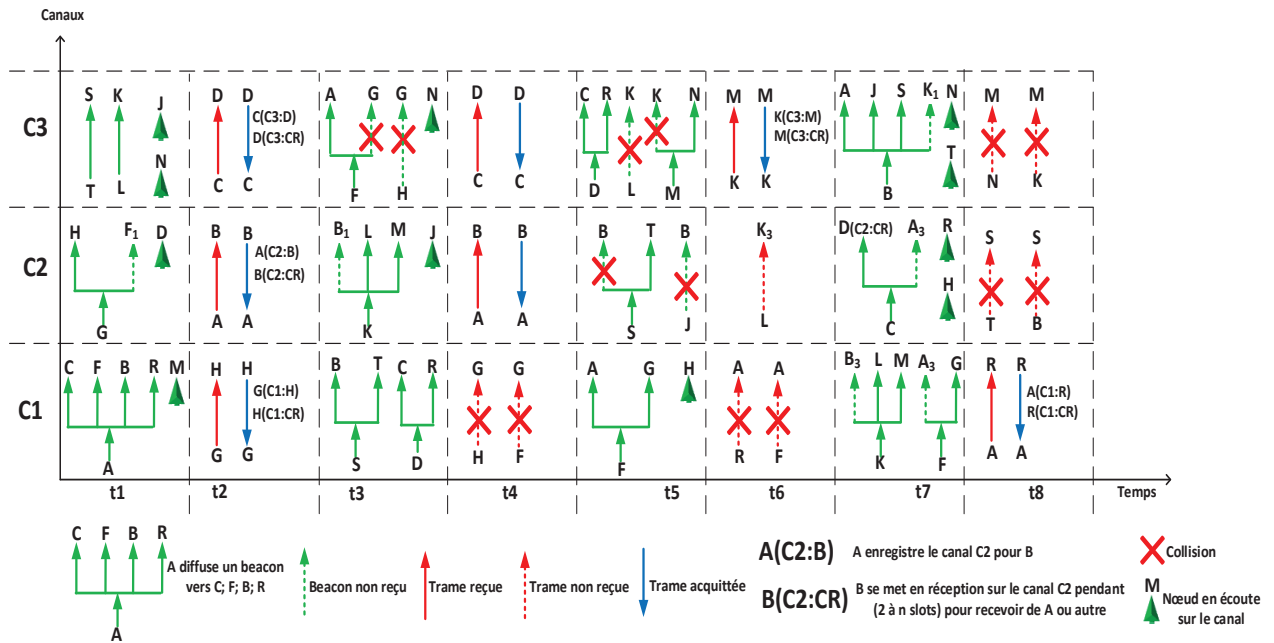 Canaux
S K J D D A G G N D D C R K K N M M A J S K1 N M M
C3 C(C3:D) K(C3:M)
D(C3:CR) M(C3:CR)
N T
T L C C F H C C D L M K K B N K
H F1 D B B B1 L M J B B B T B K3 D(C2:CR) A3 R S S
C2 A(C2:B)
B(C2:CR)
H
G A A K A A S J L C T B
C F B R M H H B T C R G G A G H A A B3 L M A3 G R R
C1 G(C1:H) A(C1:R)
H(C1:CR) R(C1:CR)
A G G S D H F F R F K F A A
t1 t2 t3 t4 t5 t6 t7 t8 Temps
C F B R
A diffuse un beacon
vers C; F; B; R
A
Beacon non reçu
Trame reçue
Trame non reçue
Trame acquittée
A(C2:B) A enregistre le canal C2 pour B
B(C2:CR) B se met en réception sur le canal C2 pendant
(2 à n slots) pour recevoir de A ou autre
Collision
M
Nœud en écoute
sur le canal